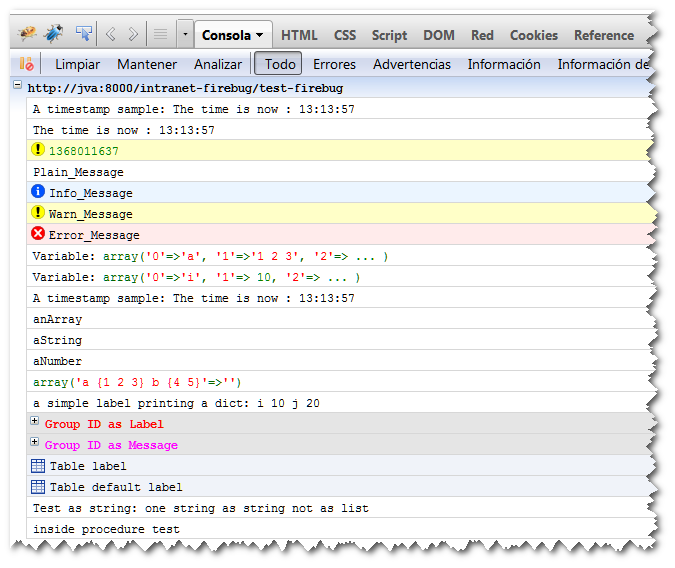 Consola HTML CSS Script DOM Red Cookies Reference
Limpiar Mantener Analizar Todo Errores Advertencias Información Información de
http://jva:8000/intranet-firebug/test-firebug
A timestamp sample: The time is now : 13:13:57
The time is now : 13:13:57
1368011637
Plain_Message
Info_Message
Warn_Message
Error_Message
Variable: array('0'=>'a', '1'=>'1 2 3', '2'=> ... )
Variable: array('0'=>'i', '1'=> 10, '2'=> ... )
A timestamp sample: The time is now : 13:13:57
anArray
aString
aNumber
array('a {1 2 3} b {4 5}'=>'')
a simple label printing a dict: i 10 j 20
Group ID as Label
Group ID as Message
Table label
Table default label
Test as string: one string as string not as list
inside procedure test